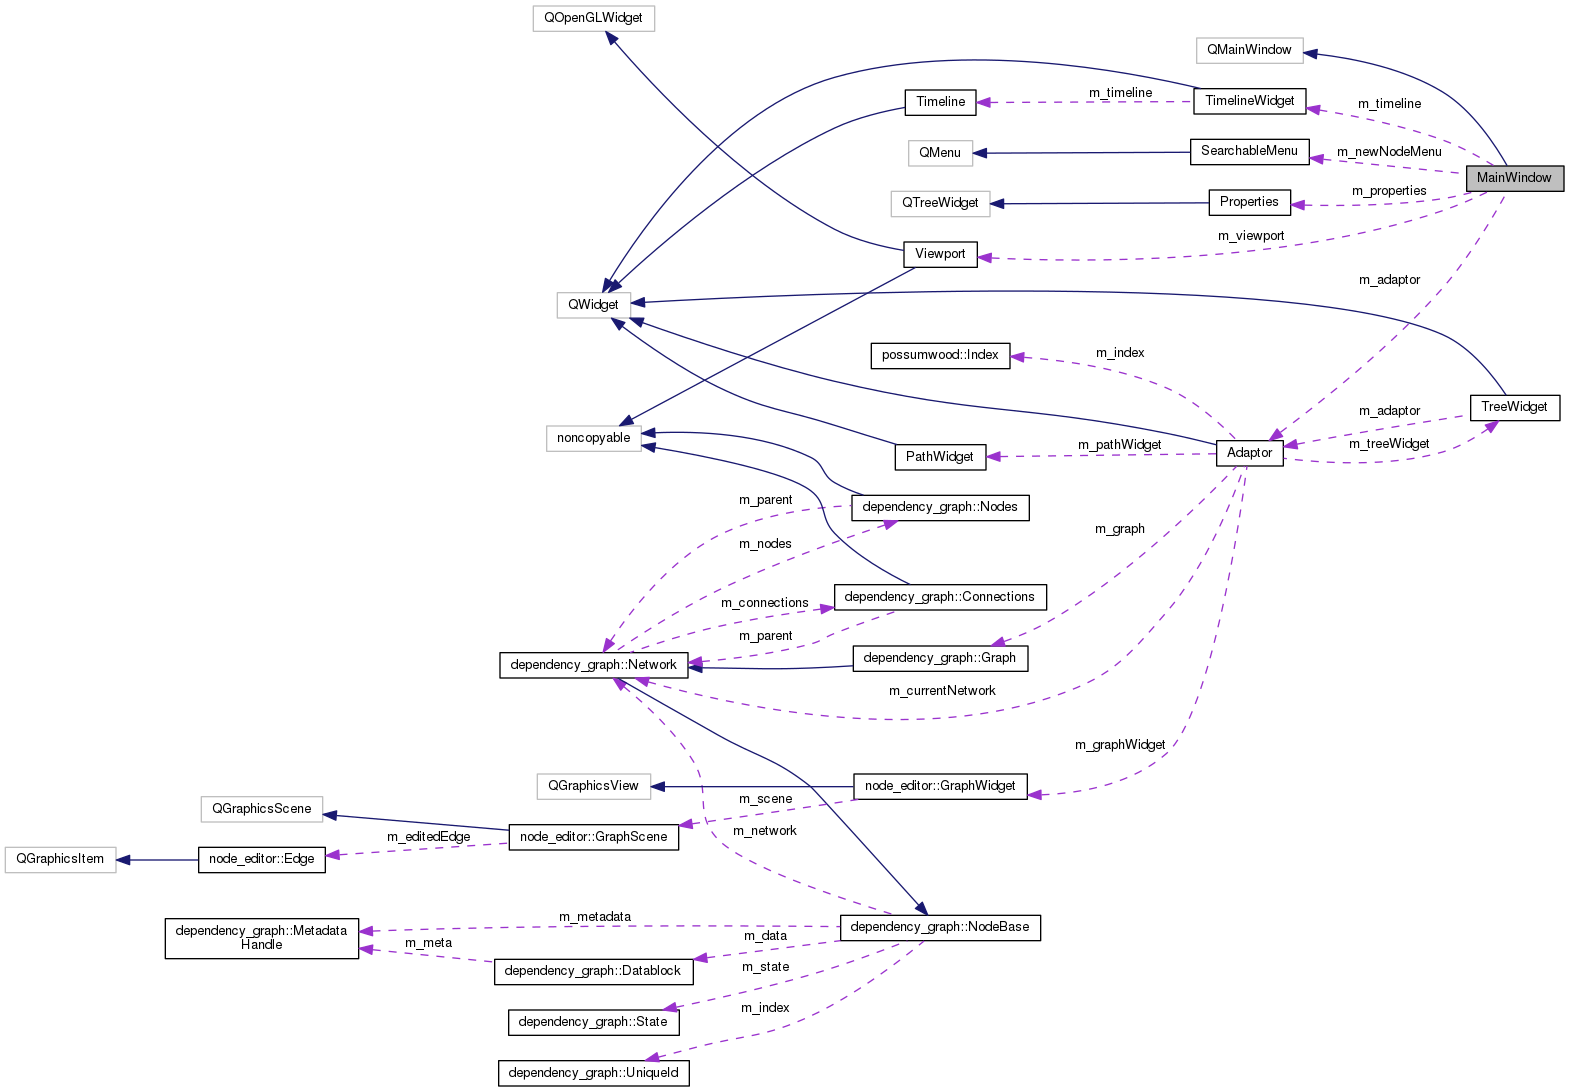 QOpenGLWidget
QMainWindow
Timeline
m_timeline
TimelineWidget
m_timeline
QMenu
SearchableMenu
m_newNodeMenu
MainWindow
QTreeWidget
Properties
m_properties
Viewport
m_viewport
QWidget
m_adaptor
possumwood::Index
m_index
TreeWidget
m_adaptor
noncopyable
PathWidget
m_pathWidget
Adaptor
m_treeWidget
m_parent
dependency_graph::Nodes
m_nodes
m_graph
m_connections
dependency_graph::Connections
m_parent
dependency_graph::Network
dependency_graph::Graph
m_currentNetwork
m_graphWidget
QGraphicsView
node_editor::GraphWidget
QGraphicsScene
m_scene
m_editedEdge
node_editor::GraphScene
m_network
QGraphicsItem
node_editor::Edge
m_metadata
dependency_graph::Metadata
Handle
m_meta
m_data
dependency_graph::NodeBase
dependency_graph::Datablock
m_state
dependency_graph::State
m_index
dependency_graph::UniqueId